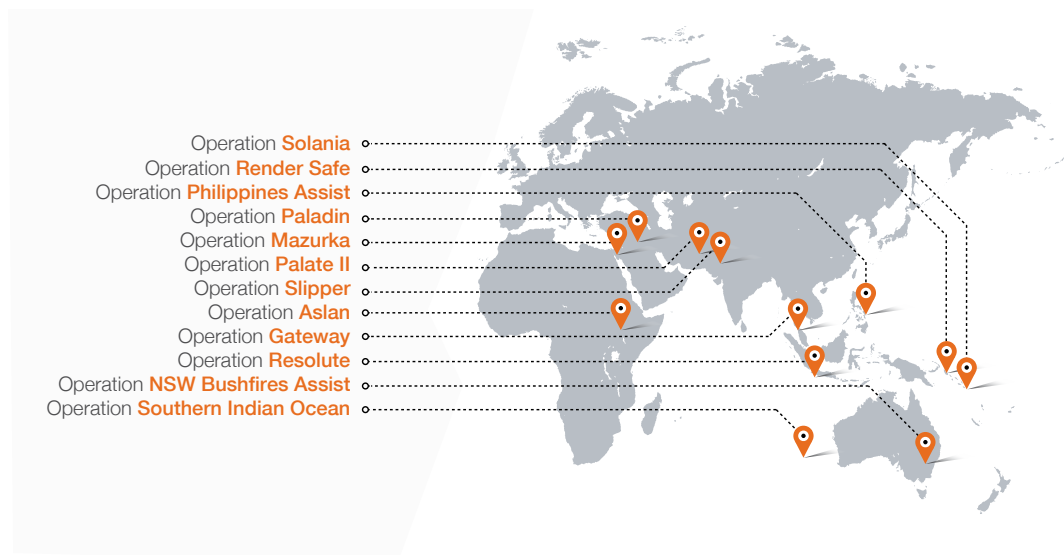 Operation Solania
Operation Render Safe
Operation Philippines Assist
Operation Paladin
Operation Mazurka
Operation Palate II
Operation Slipper
Operation Aslan
Operation Gateway
Operation Resolute
Operation NSW Bushfires Assist
Operation Southern Indian Ocean